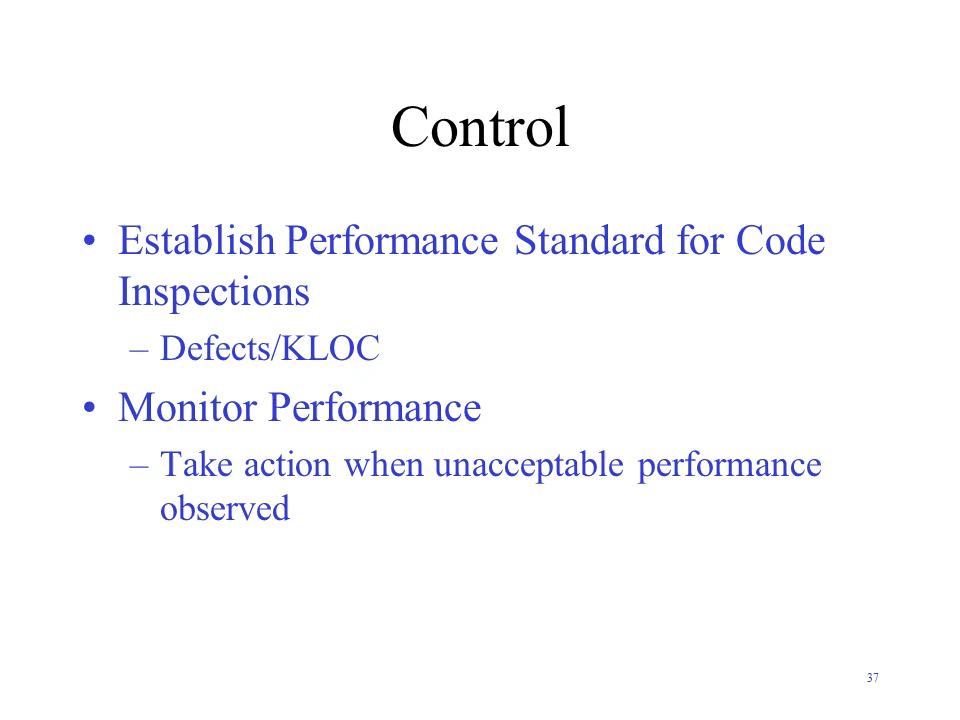 Control
• Establish Performance Standard for Code
Inspections
– Defects/KLOC
• Monitor Performance
– Take action when unacceptable performance
observed
37